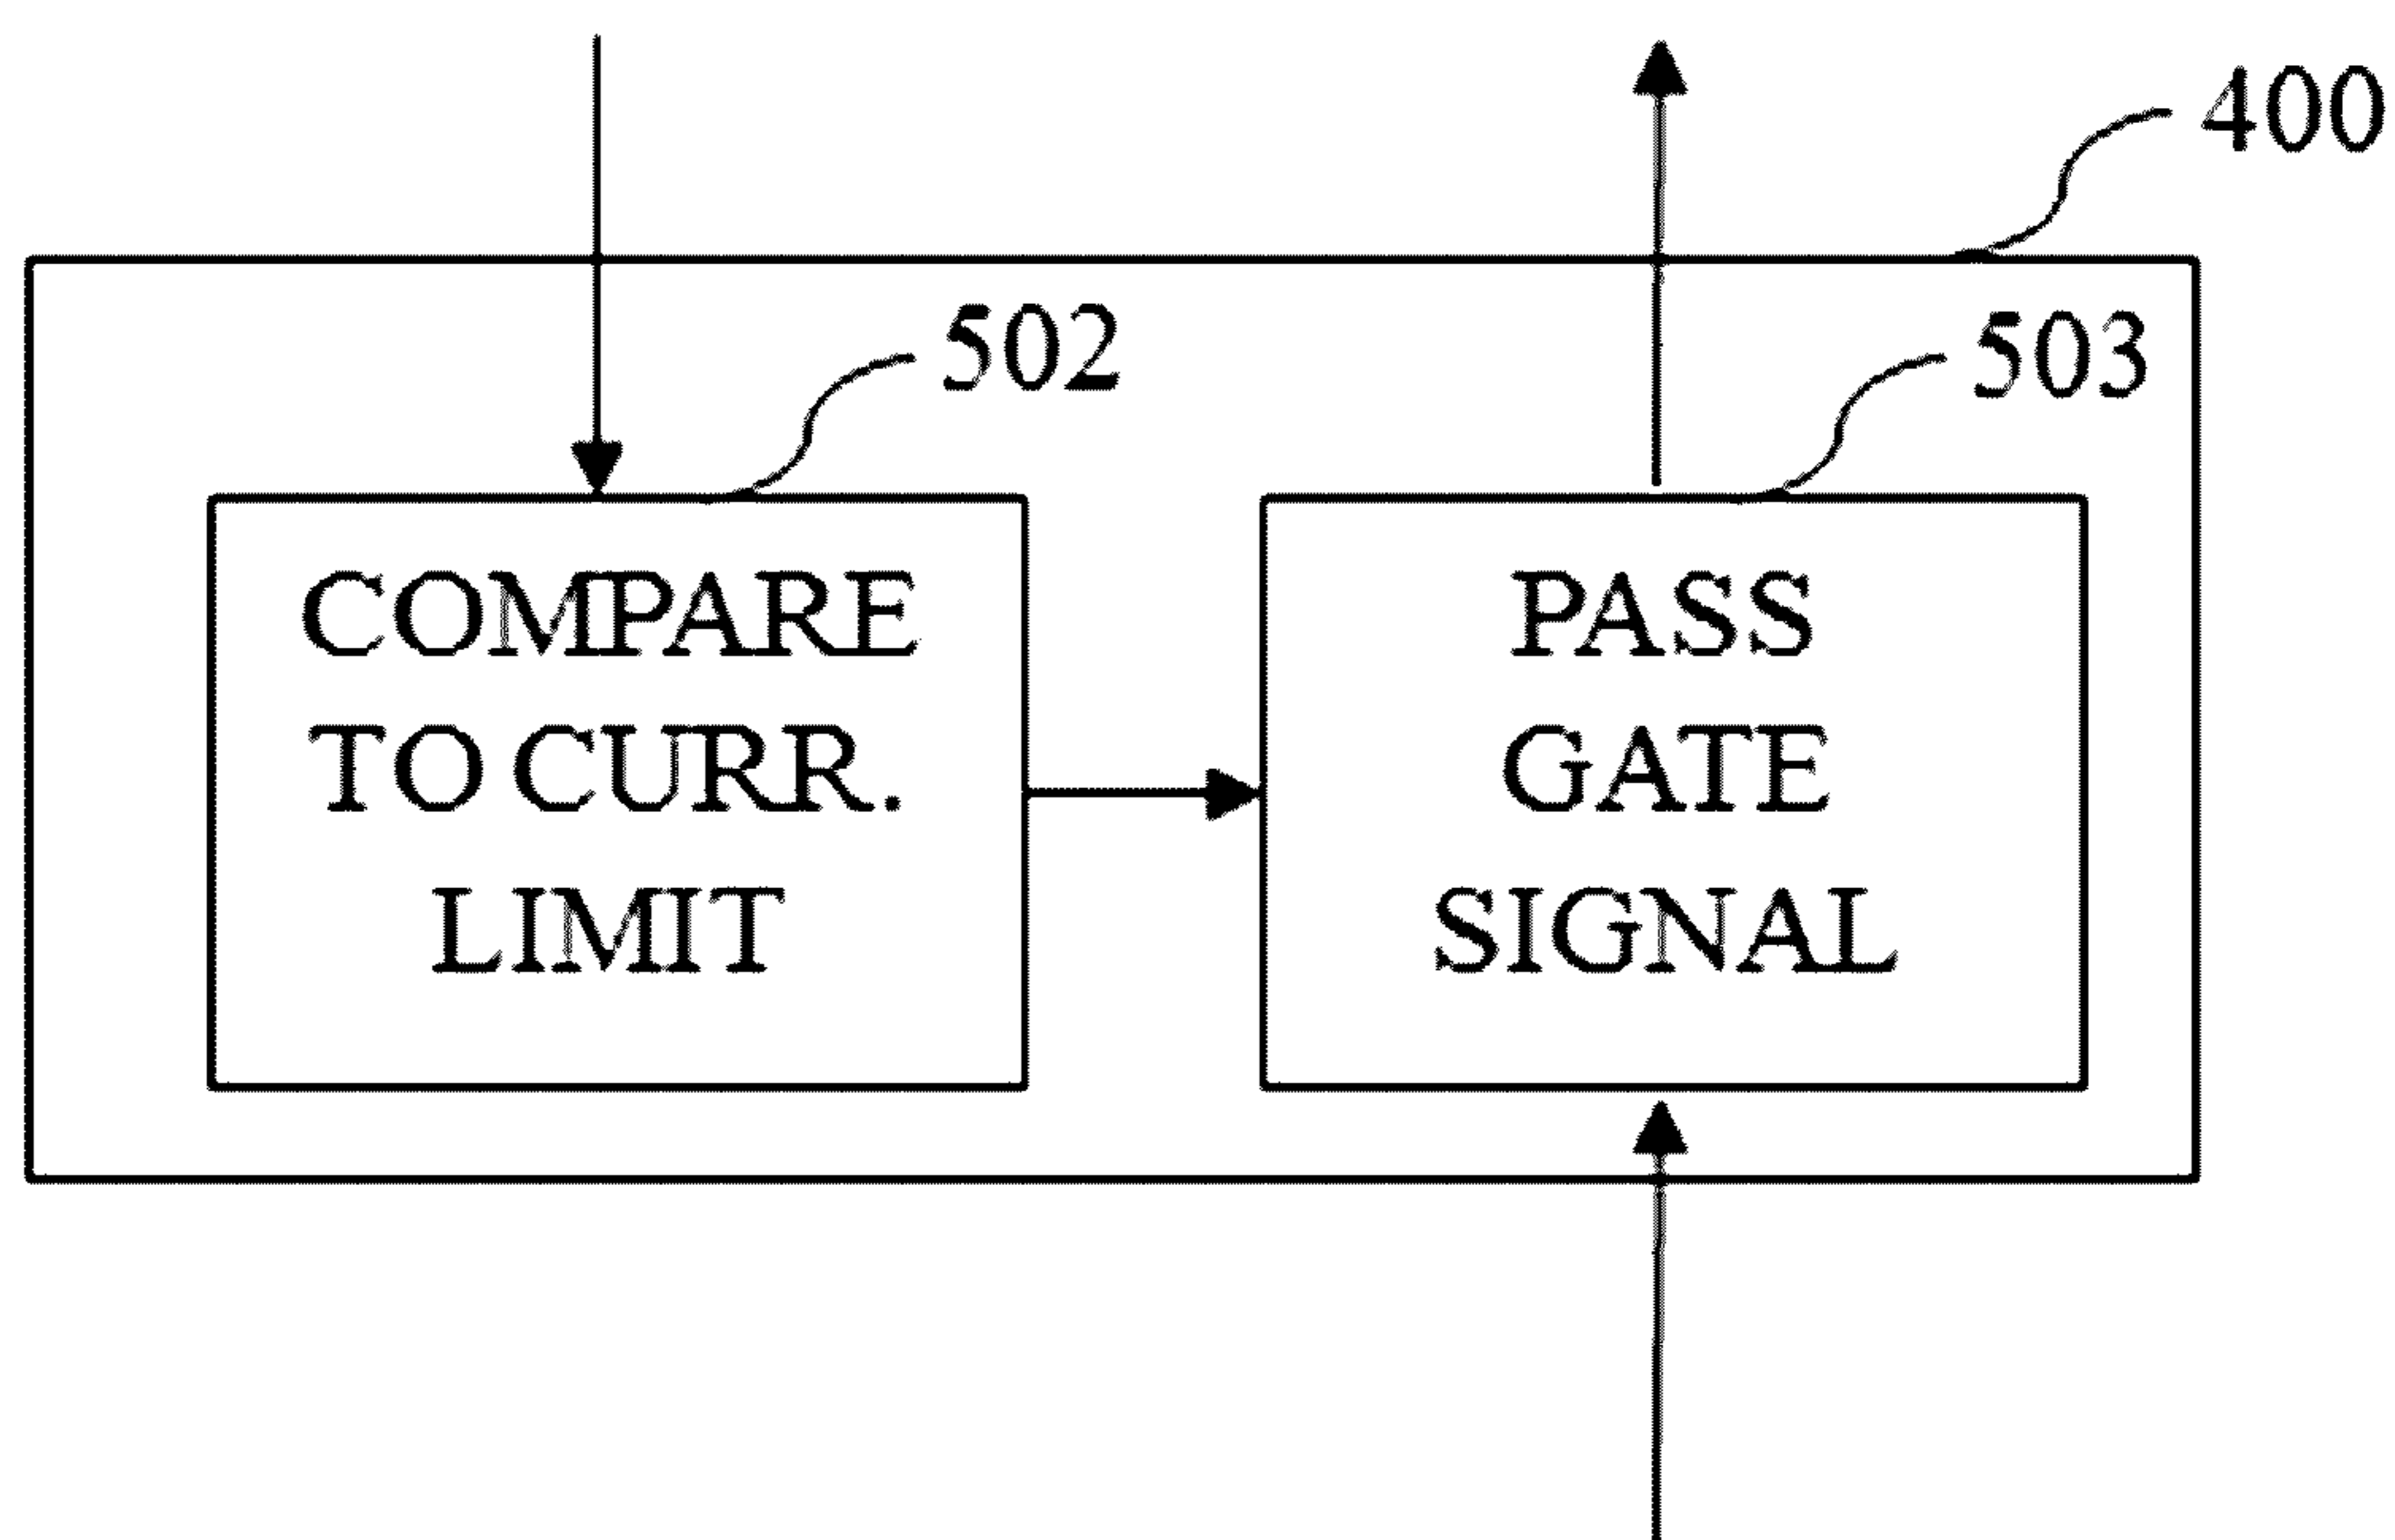 400
502
503
COMPARE
TO CURR.
LIMIT
PASS
GATE
SIGNAL